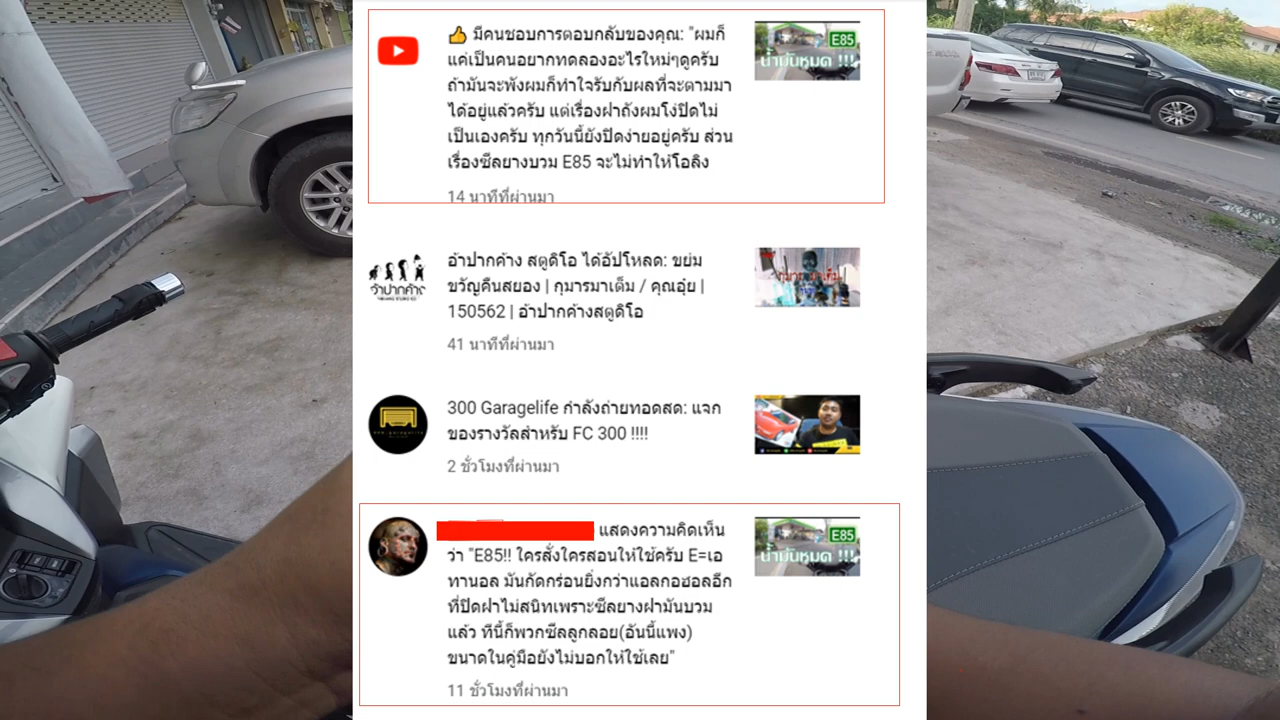 👍 มีคนชอบการตอบกลับของคุณ: "ผมก็
แค่เป็นคนอยากทดลองอะไรใหม่ๆดูครับ
ถ้ามันจะพังผมก็ทำใจรับกับผลที่จะตามมา
ได้อยู่แล้วครับ แต่เรื่องฝาถังผมโง่ปิดไม่
เป็นเองครับ ทุกวันนี้ยังปิดง่ายอยู่ครับ ส่วน
เรื่องซีลยางบวม E85 จะไม่ทำให้โอลิง
14 นาทีที่ผ่านมา
E85
น้ำมันหมด !!!
อ้าปากค้าง สตูดิโอ ได้อัปโหลด: ขย่ม
ขวัญคืนสยอง | กุมารมาเต็ม / คุณอุ๋ย |
150562 | อ้าปากค้างสตูดิโอ
41 นาทีที่ผ่านมา
อ้าปากค้าง
กุมารมาเต็ม
300 Garagelife กำลังถ่ายทอดสด: แจก
ของรางวัลสำหรับ FC 300 !!!!
2 ชั่วโมงที่ผ่านมา
แสดงความคิดเห็น
ว่า "E85!! ใครสั่งใครสอนให้ใช้ครับ E=เอ
ทานอล มันกัดกร่อนยิ่งกว่าแอลกอฮอลอีก
ที่ปิดฝาไม่สนิทเพราะซีลยางฝามันบวม
แล้ว ทีนี้ก็พวกซีลลูกลอย(อันนี้แพง)
ขนาดในคู่มือยังไม่บอกให้ใช้เลย"
11 ชั่วโมงที่ผ่านมา
E85
น้ำมันหมด !!!